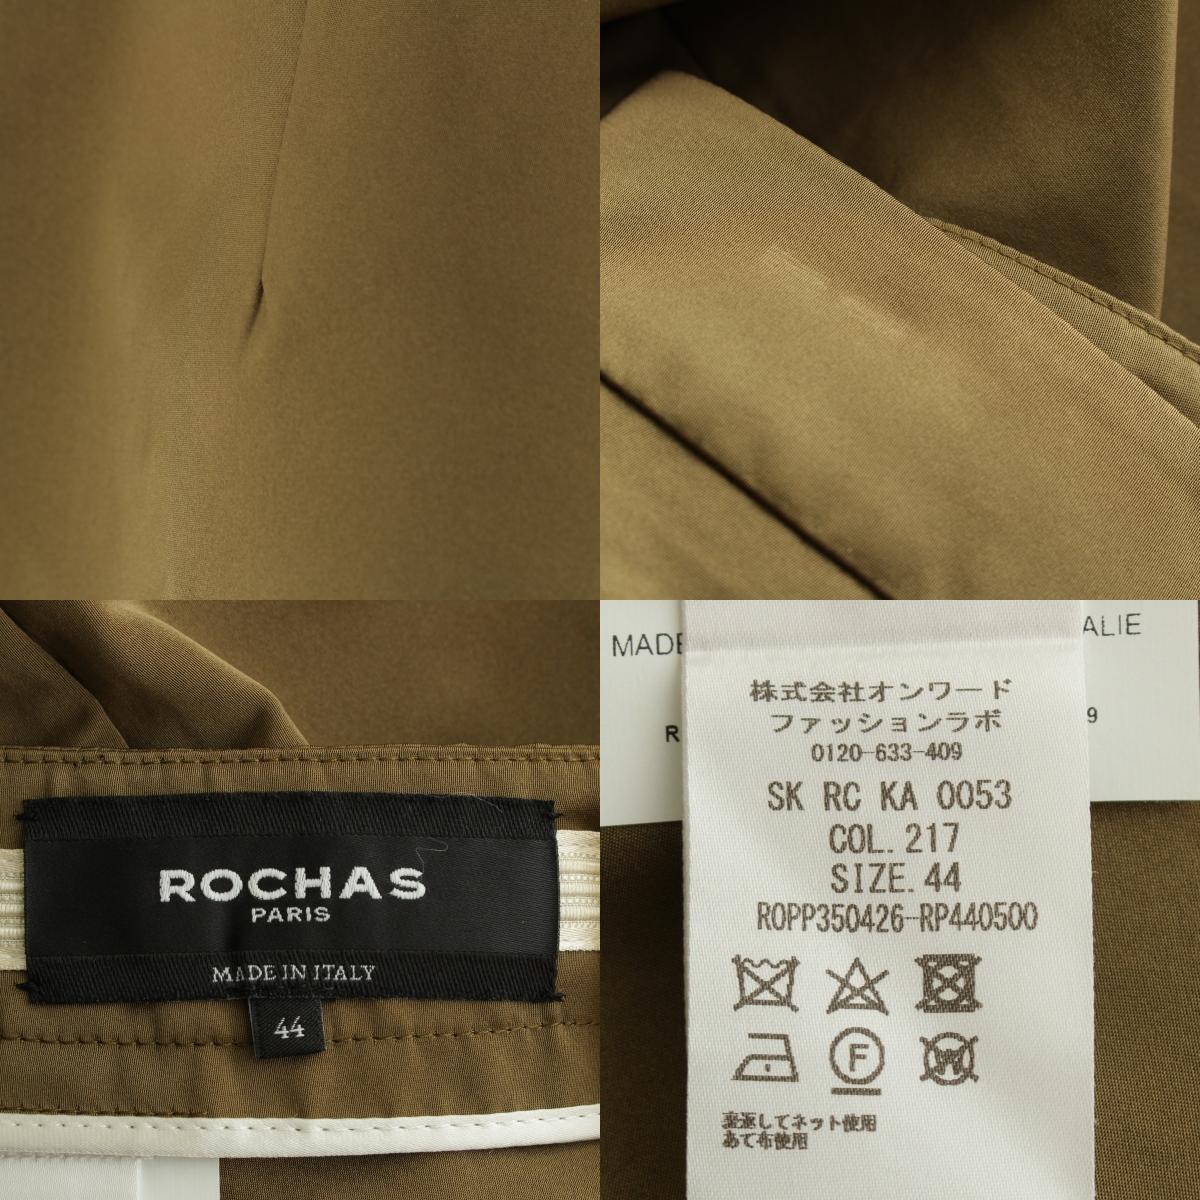 ROCHAS
PARIS
MADE IN ITALY
44
MADE
ALIE
R
9
株式会社オンワード
ファッションラボ
0120-633-409
SK RC KA 0053
COL.217
SIZE.44
ROPP350426-RP440500
F
W
裏返してネット使用
あて布使用